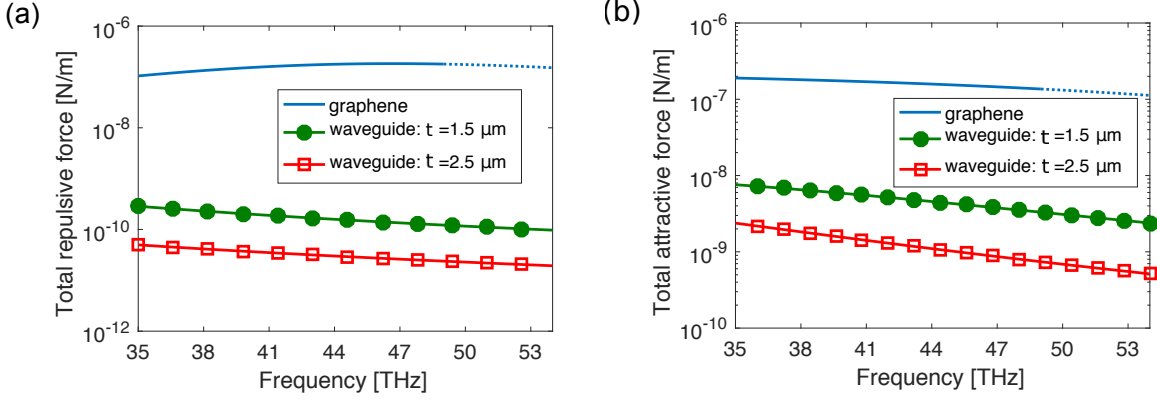 (a)
Total repulsive force [N/m]
10^-6
10^-8
10^-10
10^-12
graphene
waveguide: t =1.5 μm
waveguide: t =2.5 μm
35 38 41 44 47 50 53
Frequency [THz]
(b)
Total attractive force [N/m]
10^-6
10^-7
10^-8
10^-9
10^-10
graphene
waveguide: t =1.5 μm
waveguide: t =2.5 μm
35 38 41 44 47 50 53
Frequency [THz]